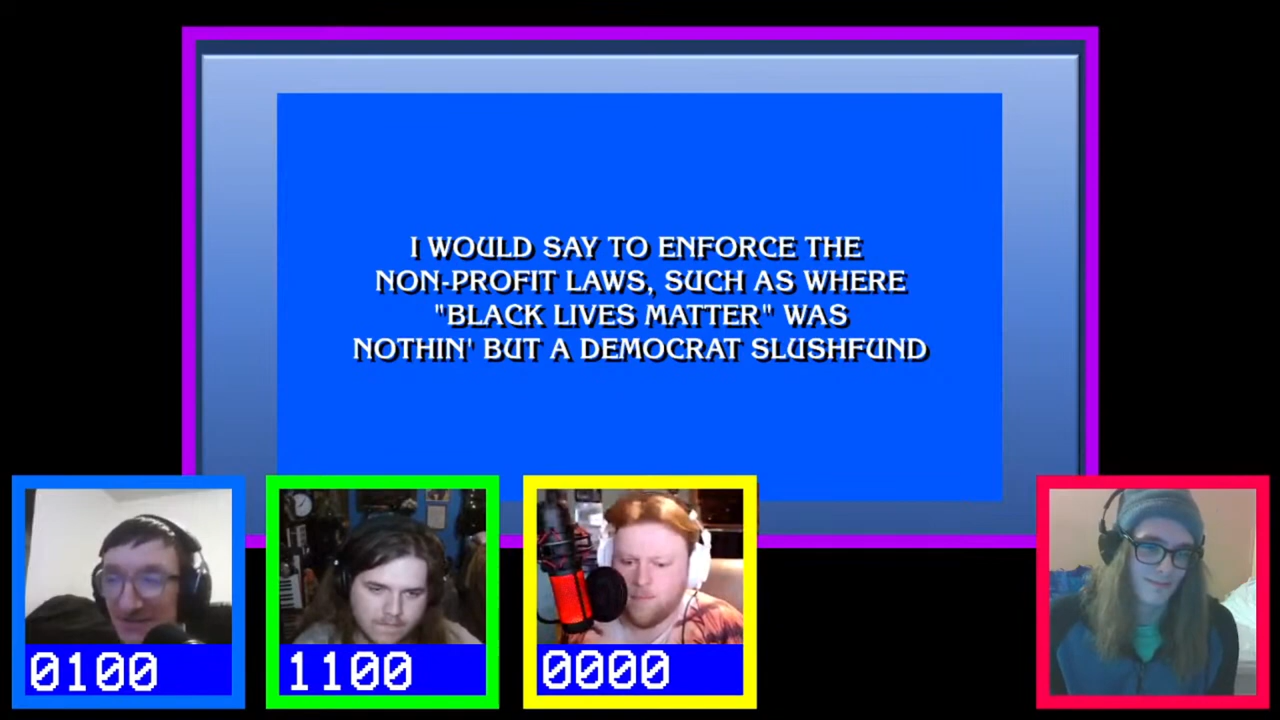 I WOULD SAY TO ENFORCE THE
NON-PROFIT LAWS, SUCH AS WHERE
"BLACK LIVES MATTER" WAS
NOTHIN' BUT A DEMOCRAT SLUSHFUND
0100
1100
0000